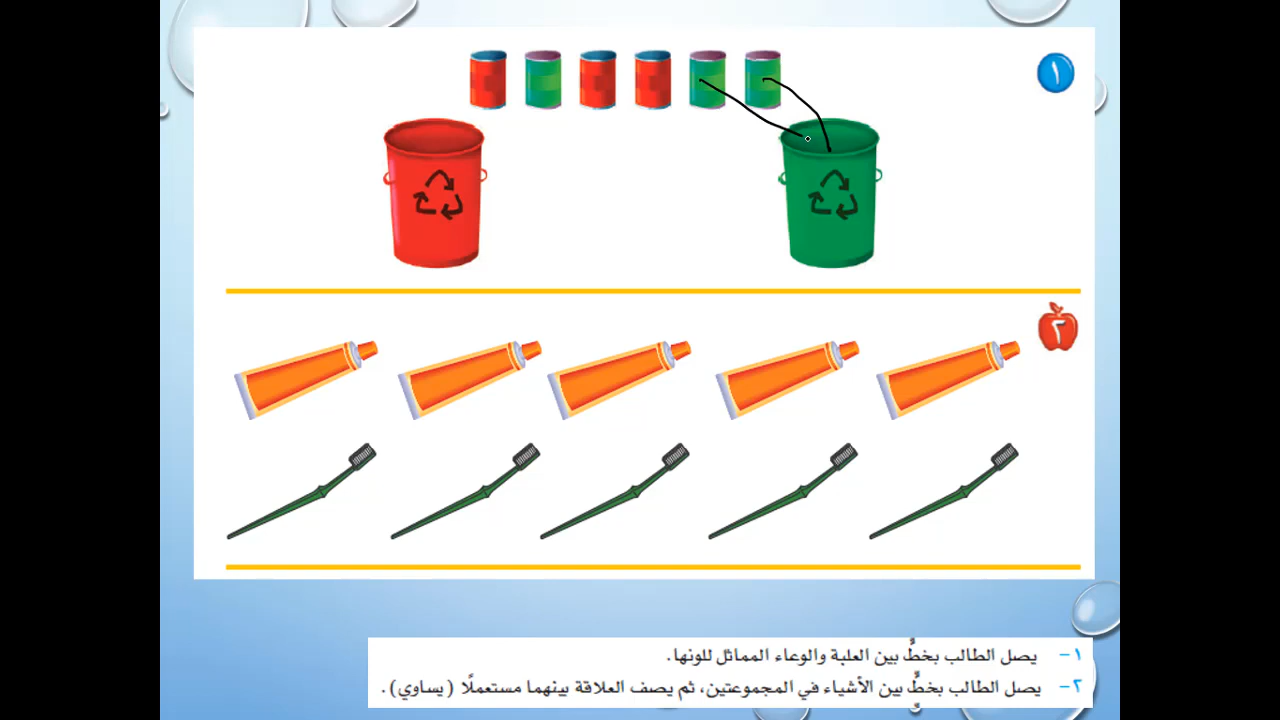 ١
٢
١- يصل الطالب بخطٍّ بين العلبة والوعاء المماثل للونها.
٢- يصل الطالب بخطٍّ بين الأشياء في المجموعتين، ثم يصف العلاقة بينهما مستعملًا (يساوي).